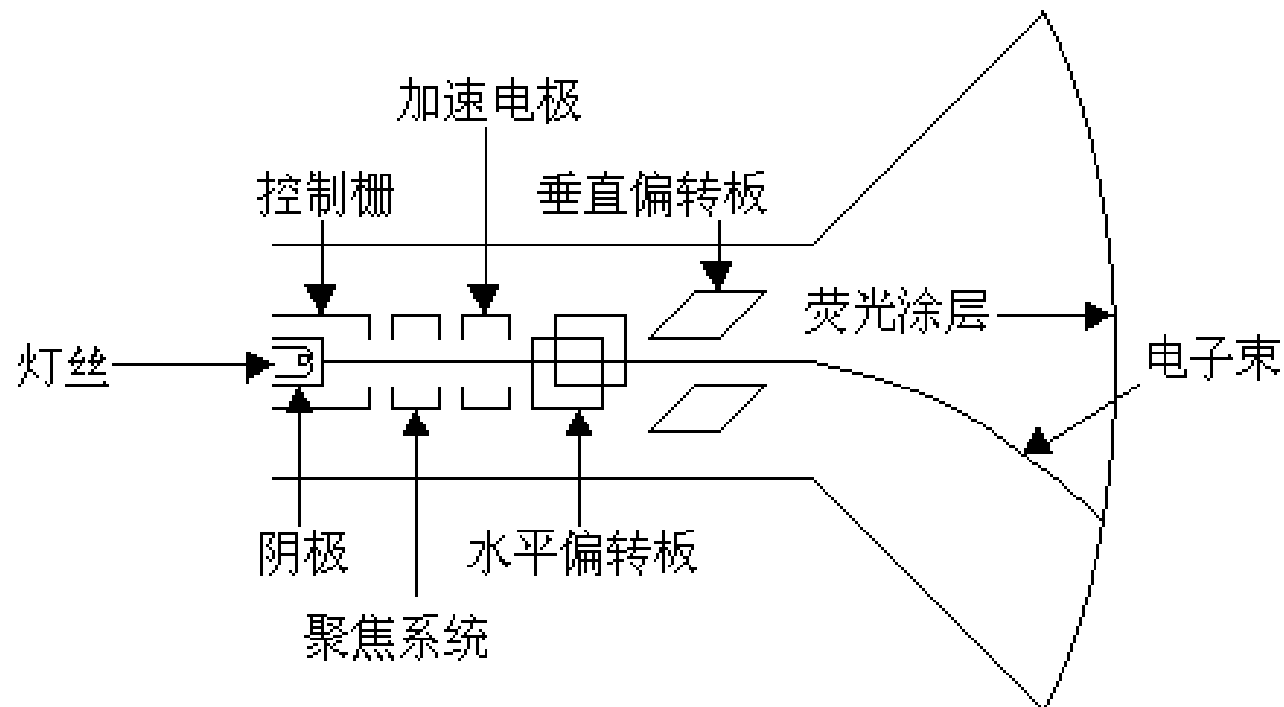 加速电极
控制栅
垂直偏转板
荧光涂层
电子束
灯丝
阴极
水平偏转板
聚焦系统